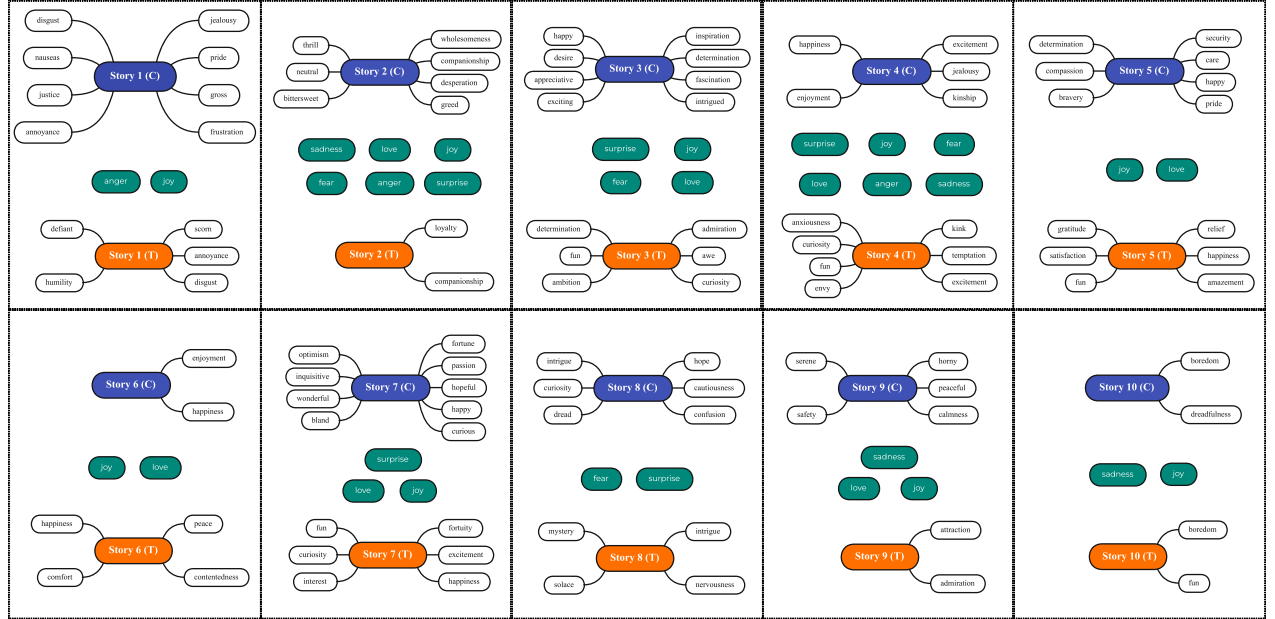 disgust
jealousy
nauseas
pride
Story 1 (C)
justice
gross
annoyance
frustration
anger
joy
defiant
scorn
Story 1 (T)
annoyance
humility
disgust
thrill
wholesomeness
companionship
neutral
Story 2 (C)
desperation
bittersweet
greed
sadness
love
joy
fear
anger
surprise
loyalty
Story 2 (T)
companionship
happy
inspiration
desire
determination
Story 3 (C)
appreciative
fascination
exciting
intrigued
surprise
joy
fear
love
determination
admiration
fun
Story 3 (T)
awe
ambition
curiosity
happiness
excitement
Story 4 (C)
jealousy
enjoyment
kinship
surprise
joy
fear
love
anger
sadness
anxiousness
kink
curiosity
Story 4 (T)
temptation
fun
envy
excitement
determination
security
compassion
Story 5 (C)
care
happy
bravery
pride
joy
love
gratitude
relief
satisfaction
Story 5 (T)
happiness
fun
amazement
enjoyment
Story 6 (C)
happiness
joy
love
happiness
peace
Story 6 (T)
comfort
contentedness
optimism
fortune
inquisitive
passion
Story 7 (C)
wonderful
hopeful
bland
happy
curious
surprise
love
joy
fun
fortuity
curiosity
Story 7 (T)
excitement
interest
happiness
intrigue
hope
curiosity
Story 8 (C)
cautiousness
dread
confusion
fear
surprise
mystery
intrigue
Story 8 (T)
solace
nervousness
serene
horny
Story 9 (C)
peaceful
safety
calmness
sadness
love
joy
attraction
Story 9 (T)
admiration
boredom
Story 10 (C)
dreadfulness
sadness
joy
boredom
Story 10 (T)
fun